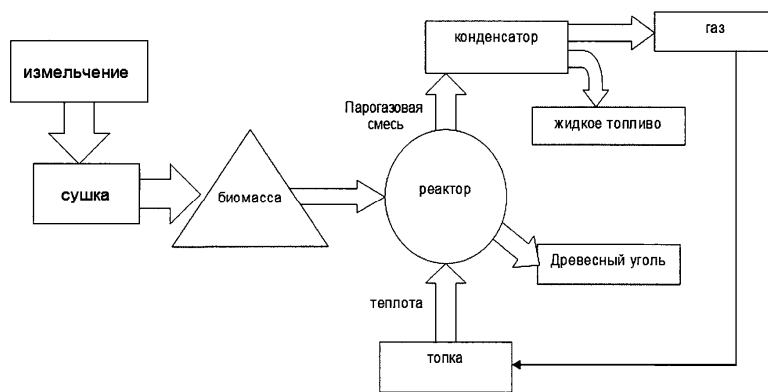 измельчение
сушка
биомасса
реактор
Парогазовая
смесь
конденсатор
газ
жидкое топливо
Древесный уголь
теплота
топка